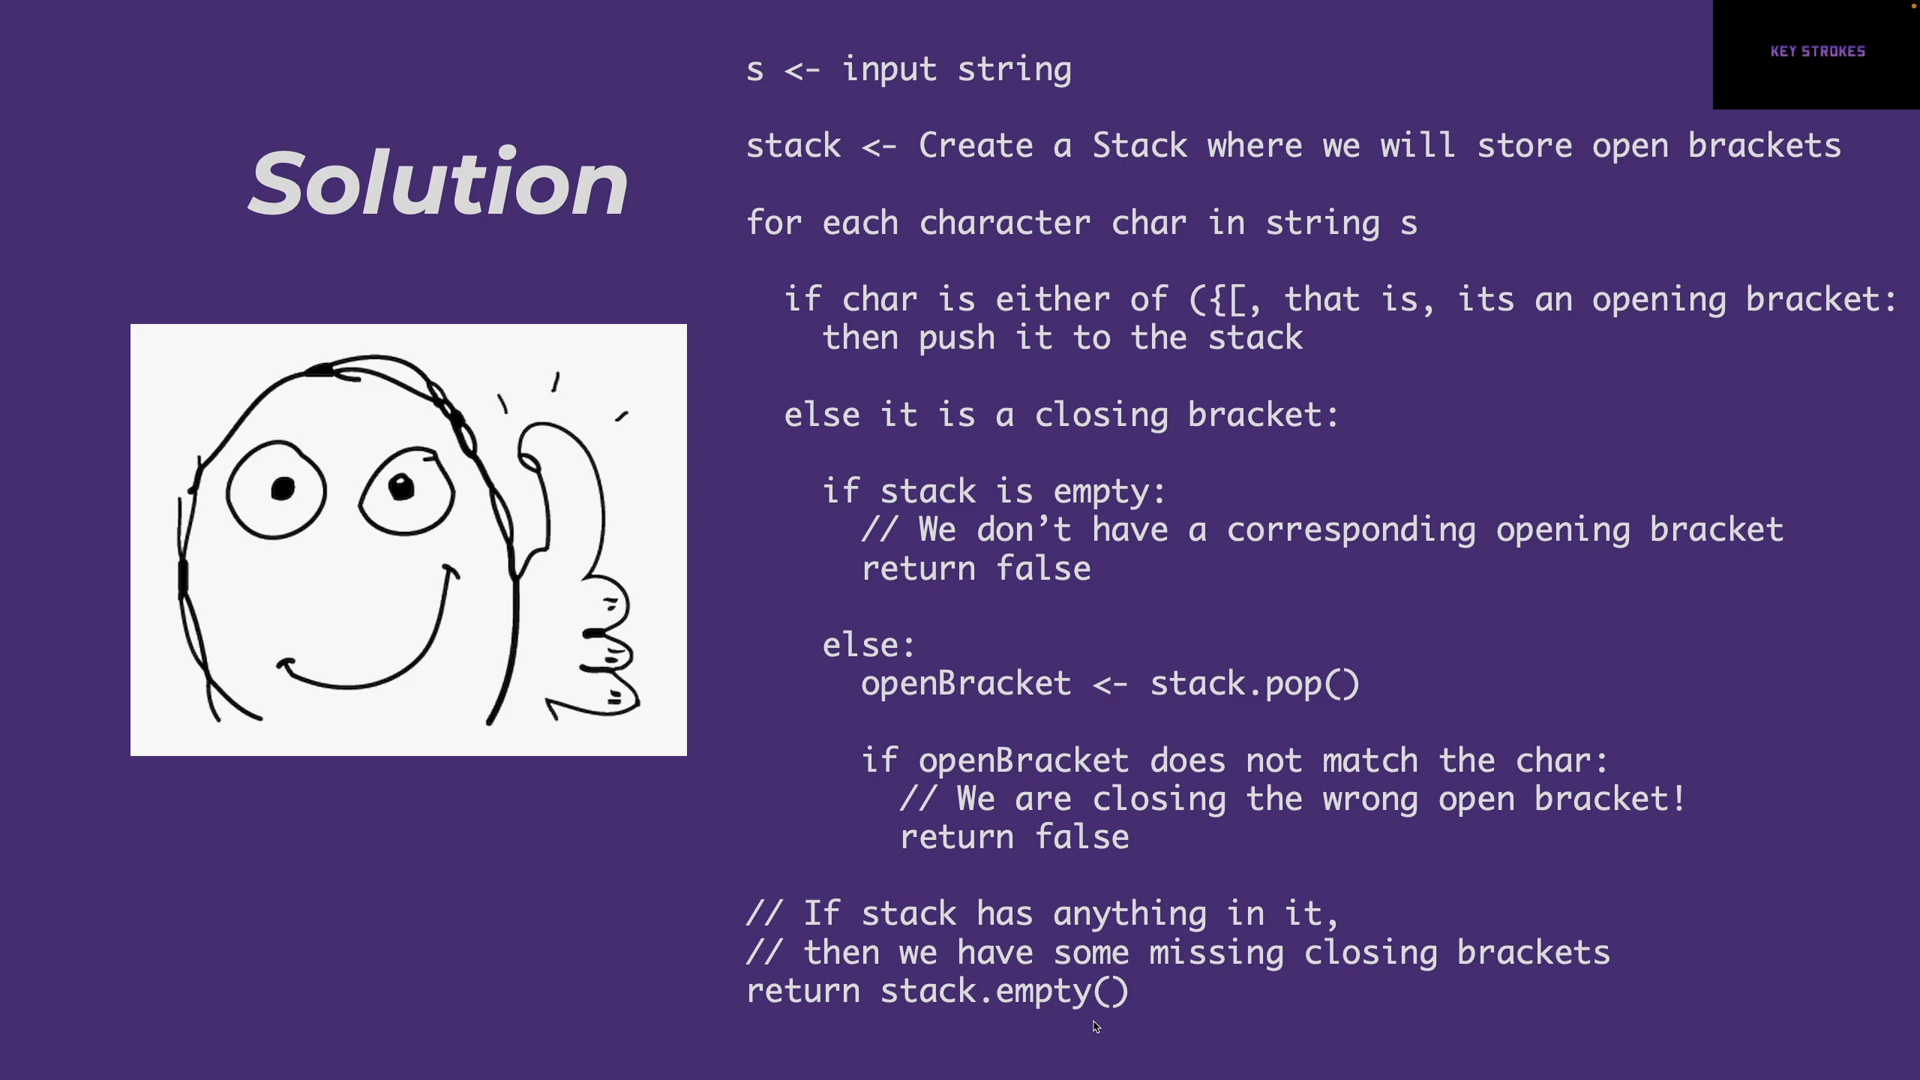 KEY STROKES
Solution
s <- input string
stack <- Create a Stack where we will store open brackets
for each character char in string s
if char is either of ({[, that is, its an opening bracket:
then push it to the stack
else it is a closing bracket:
if stack is empty:
// We don’t have a corresponding opening bracket
return false
else:
openBracket <- stack.pop()
if openBracket does not match the char:
// We are closing the wrong open bracket!
return false
// If stack has anything in it,
// then we have some missing closing brackets
return stack.empty()